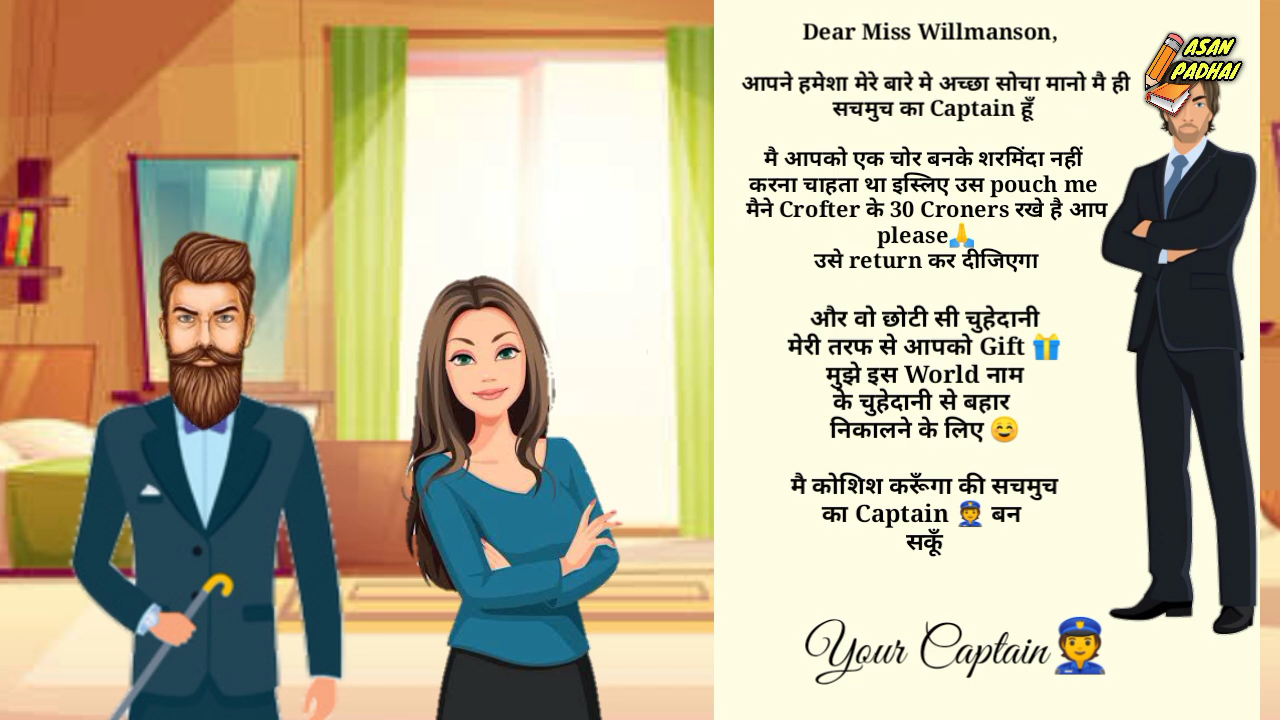 Dear Miss Willmanson,
आपने हमेशा मेरे बारे मे अच्छा सोचा मानो मै ही
सचमुच का Captain हूँ
मै आपको एक चोर बनके शरमिंदा नहीं
करना चाहता था इस्लिए उस pouch me
मैने Crofter के 30 Croners रखे है आप
please🙏
उसे return कर दीजिएगा
और वो छोटी सी चुहेदानी
मेरी तरफ से आपको Gift 🎁
मुझे इस World नाम
के चुहेदानी से बहार
निकालने के लिए ☺️
मै कोशिश करूँगा की सचमुच
का Captain 👮 बन
सकूँ
Your Captain👮
ASAN
PADHAI